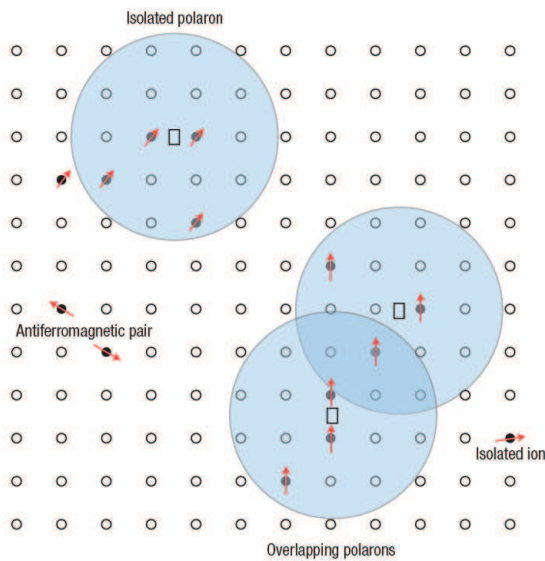 Isolated polaron
Antiferromagnetic pair
Isolated ion
Overlapping polarons